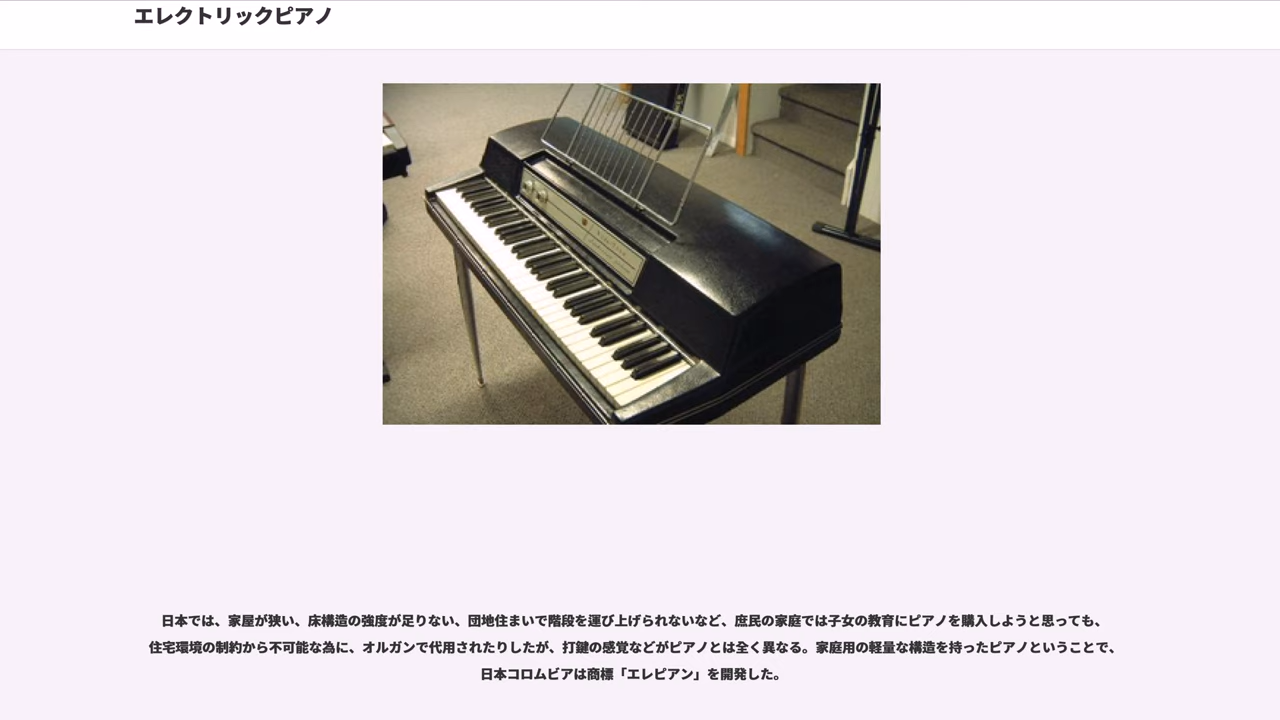 エレクトリックピアノ
日本では、家屋が狭い、床構造の強度が足りない、団地住まいで階段を運び上げられないなど、庶民の家庭では子女の教育にピアノを購入しようと思っても、
住宅環境の制約から不可能な為に、オルガンで代用されたりしたが、打鍵の感覚などがピアノとは全く異なる。家庭用の軽量な構造を持ったピアノということで、
日本コロムビアは商標「エレピアン」を開発した。